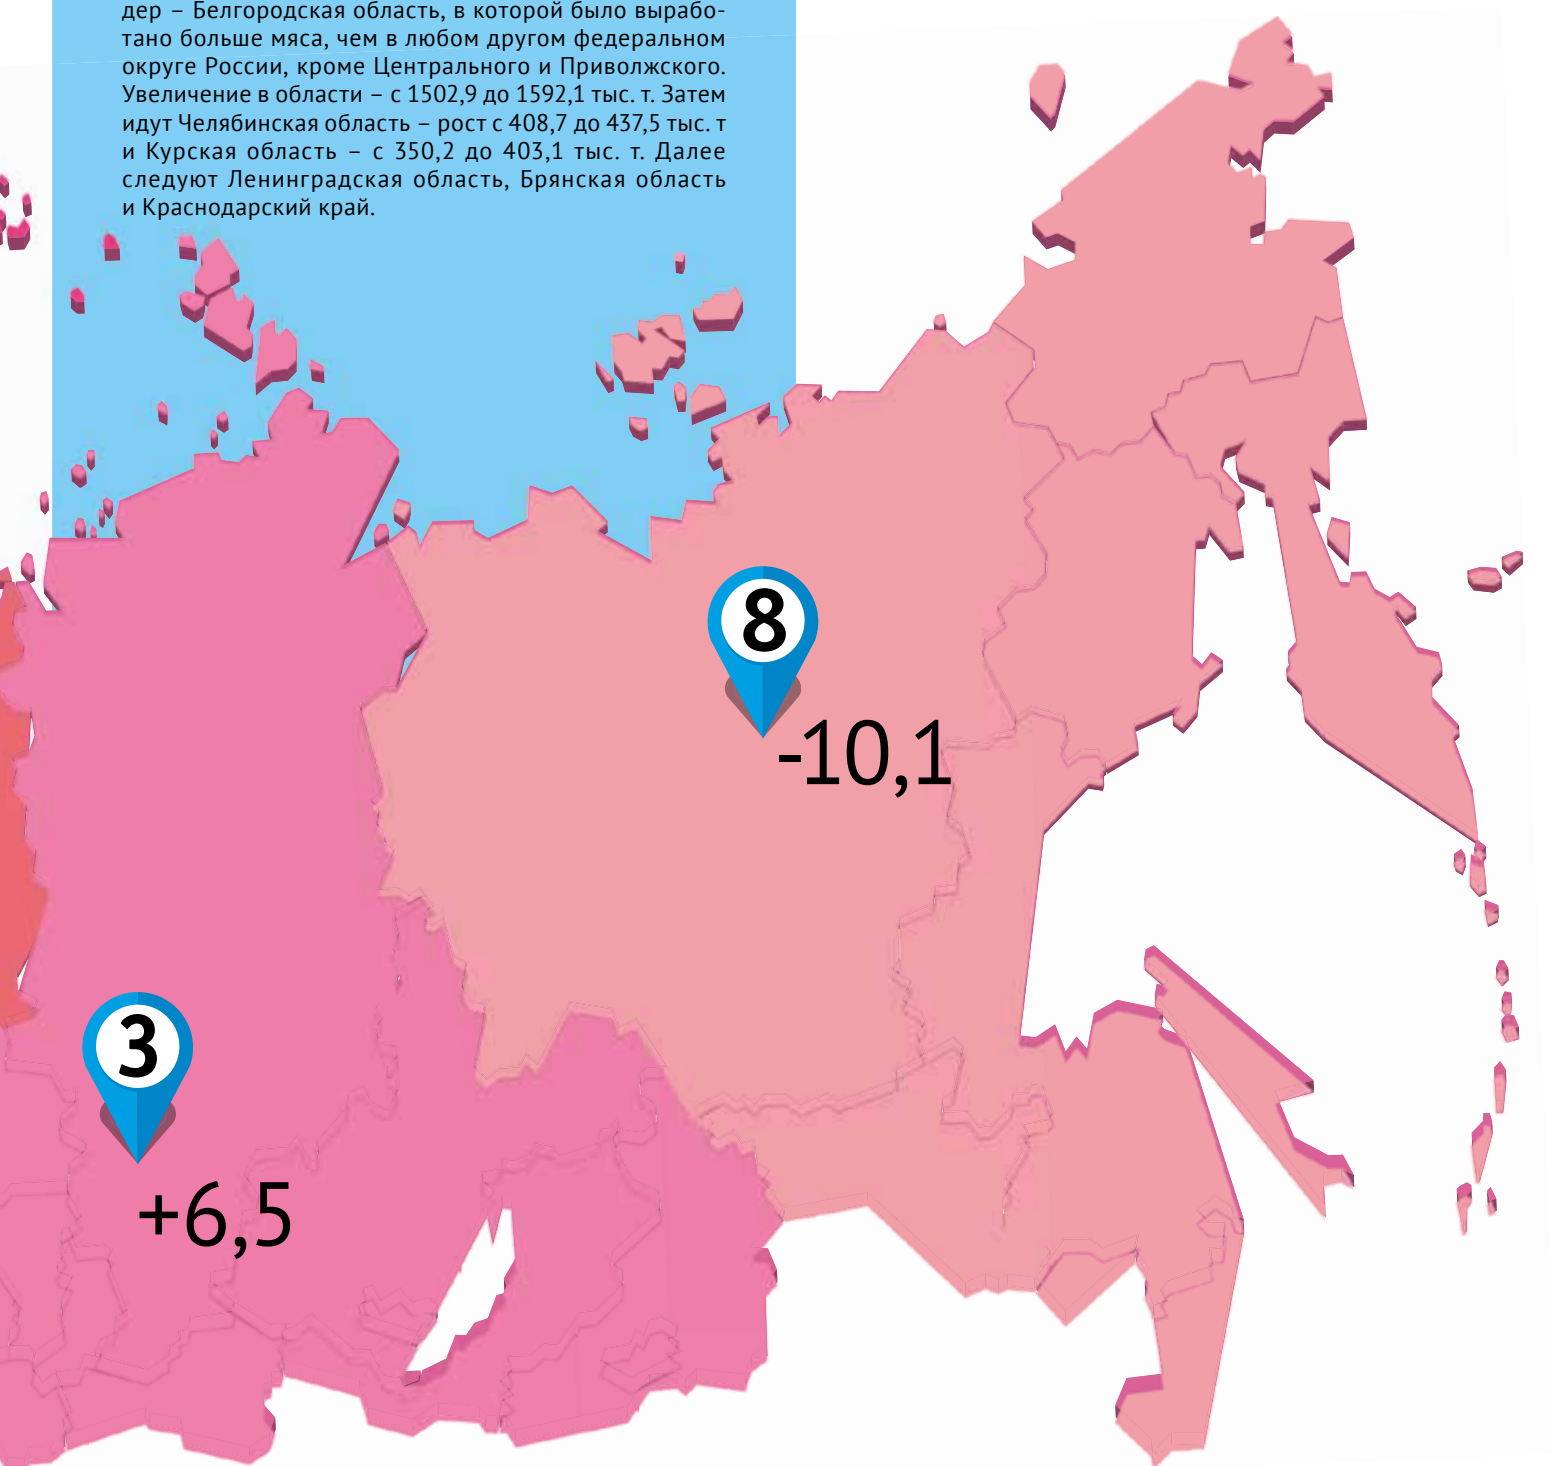 дер – Белгородская область, в которой было вырабо-
тано больше мяса, чем в любом другом федеральном
округе России, кроме Центрального и Приволжского.
Увеличение в области – с 1502,9 до 1592,1 тыс. т. Затем
идут Челябинская область – рост с 408,7 до 437,5 тыс. т
и Курская область – с 350,2 до 403,1 тыс. т. Далее
следуют Ленинградская область, Брянская область
и Краснодарский край.
8
-10,1
3
+6,5